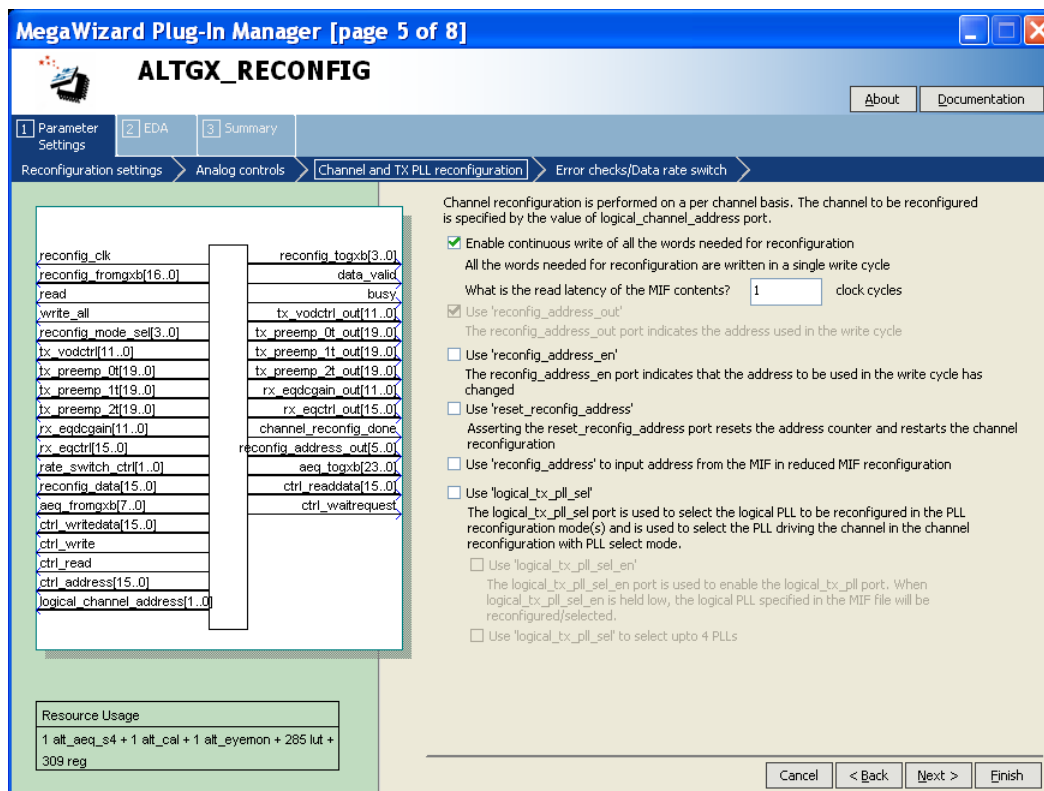 MegaWizard Plug-In Manager [page 5 of 8]
ALTGX_RECONFIG
About
Documentation
1 Parameter Settings
2 EDA
3 Summary
Reconfiguration settings
Analog controls
Channel and TX PLL reconfiguration
Error checks/Data rate switch
reconfig_clk
reconfig_fromgxb[16..0]
read
write_all
reconfig_mode_sel[3..0]
tx_vodctrl[11..0]
tx_preemp_0t[19..0]
tx_preemp_1t[19..0]
tx_preemp_2t[19..0]
rx_eqdcgain[11..0]
rx_eqctrl[15..0]
rate_switch_ctrl[1..0]
reconfig_data[15..0]
aeq_fromgxb[7..0]
ctrl_writedata[15..0]
ctrl_write
ctrl_read
ctrl_address[15..0]
logical_channel_address[1..0]
reconfig_togxb[3..0]
data_valid
busy
tx_vodctrl_out[11..0]
tx_preemp_0t_out[19..0]
tx_preemp_1t_out[19..0]
tx_preemp_2t_out[19..0]
rx_eqdcgain_out[11..0]
rx_eqctrl_out[15..0]
channel_reconfig_done
reconfig_address_out[5..0]
aeq_togxb[23..0]
ctrl_readdata[15..0]
ctrl_waitrequest
Resource Usage
1 alt_aeq_s4 + 1 alt_cal + 1 alt_eyemon + 285 lut +
309 reg
Channel reconfiguration is performed on a per channel basis. The channel to be reconfigured
is specified by the value of logical_channel_address port.
Enable continuous write of all the words needed for reconfiguration
All the words needed for reconfiguration are written in a single write cycle
What is the read latency of the MIF contents? 1 clock cycles
Use 'reconfig_address_out'
The reconfig_address_out port indicates the address used in the write cycle
Use 'reconfig_address_en'
The reconfig_address_en port indicates that the address to be used in the write cycle has
changed
Use 'reset_reconfig_address'
Asserting the reset_reconfig_address port resets the address counter and restarts the channel
reconfiguration
Use 'reconfig_address' to input address from the MIF in reduced MIF reconfiguration
Use 'logical_tx_pll_sel'
The logical_tx_pll_sel port is used to select the logical PLL to be reconfigured in the PLL
reconfiguration mode(s) and is used to select the PLL driving the channel in the channel
reconfiguration with PLL select mode.
Use 'logical_tx_pll_sel_en'
The logical_tx_pll_sel_en port is used to enable the logical_tx_pll port. When
logical_tx_pll_sel_en is held low, the logical PLL specified in the MIF file will be
reconfigured/selected.
Use 'logical_tx_pll_sel' to select upto 4 PLLs
Cancel
< Back
Next >
Finish